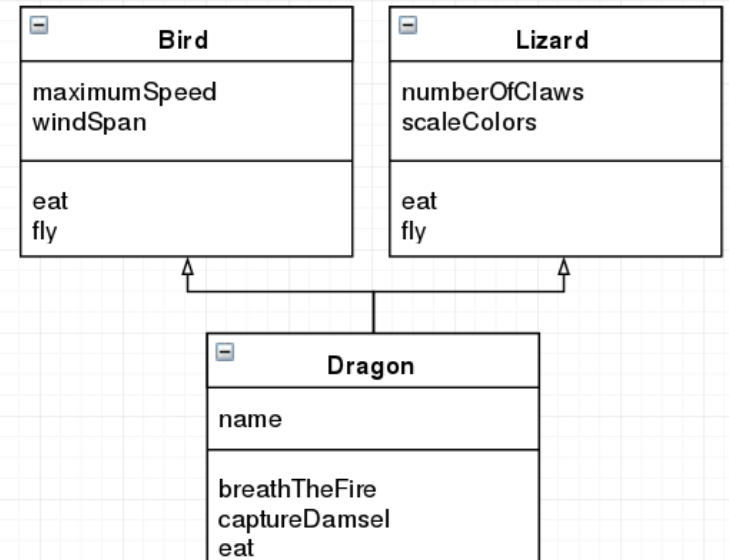 Bird
maximumSpeed
windSpan
eat
fly
Lizard
numberOfClaws
scaleColors
eat
fly
Dragon
name
breathTheFire
captureDamsel
eat